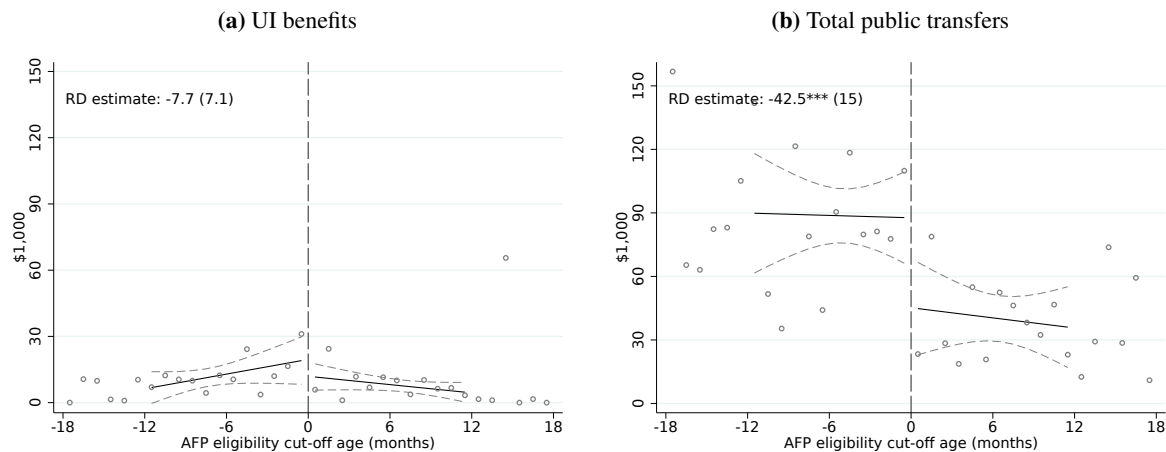 (a) UI benefits
(b) Total public transfers
RD estimate: -7.7 (7.1)
$1,000
150
120
90
60
30
0
-18 -12 -6 0 6 12 18
AFP eligibility cut-off age (months)
RD estimate: -42.5*** (15)
$1,000
150
120
90
60
30
0
-18 -12 -6 0 6 12 18
AFP eligibility cut-off age (months)